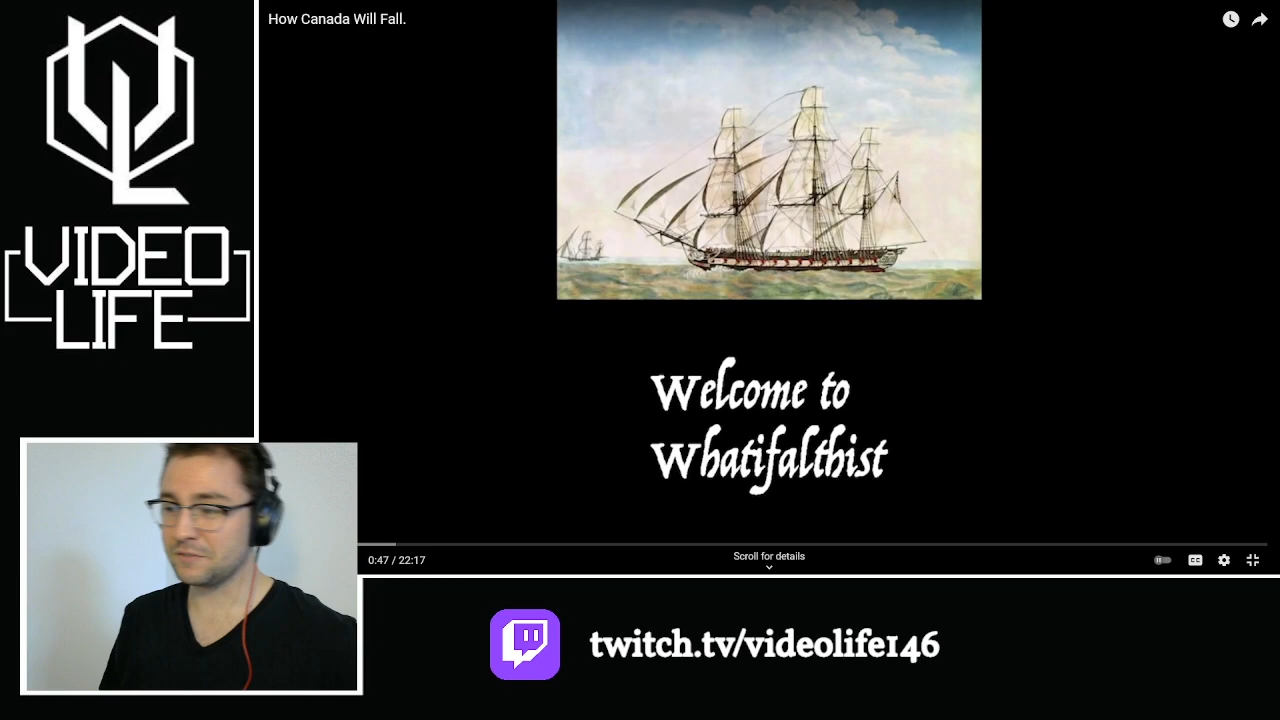 How Canada Will Fall.
VIDEO
LIFE
Welcome to
Whatifalthist
0:47 / 22:17
Scroll for details
CC
twitch.tv/videolife146